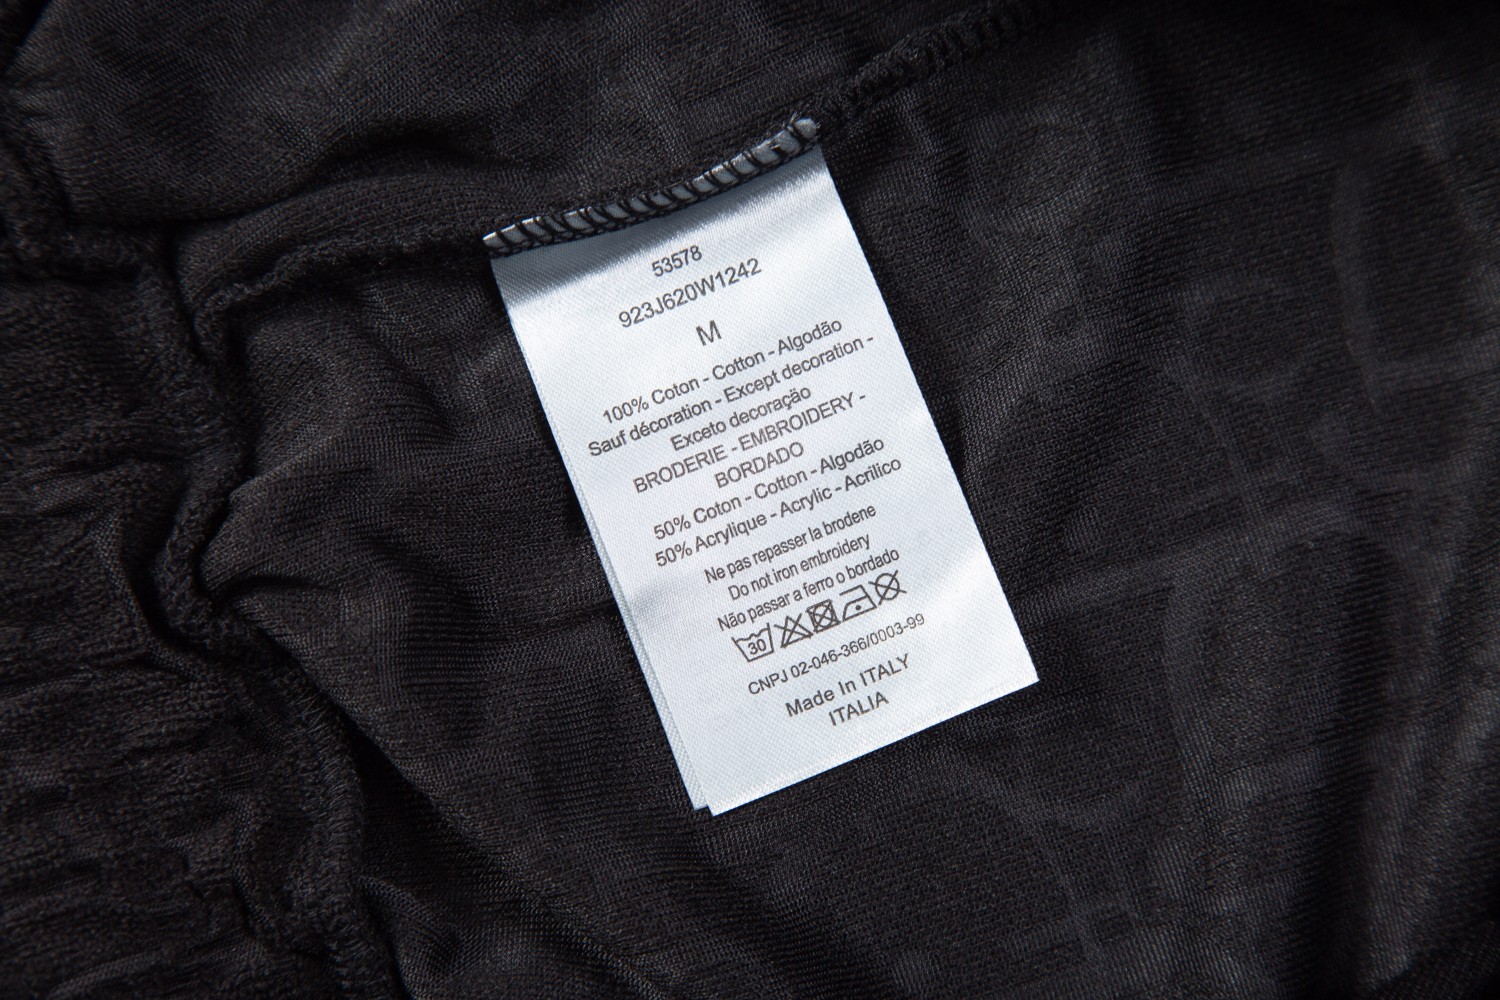 53578
923J620W1242
M
100% Coton - Cotton - Algodão
Sauf décoration - Except decoration -
Exceto decoração
BRODERIE - EMBROIDERY -
BORDADO
50% Coton - Cotton - Algodão
50% Acrylique - Acrylic - Acrilico
Ne pas repasser la brodene
Do not iron embroidery
Não passar a ferro o bordado
30
CNPJ 02-046-366/0003-99
Made In ITALY
ITALIA